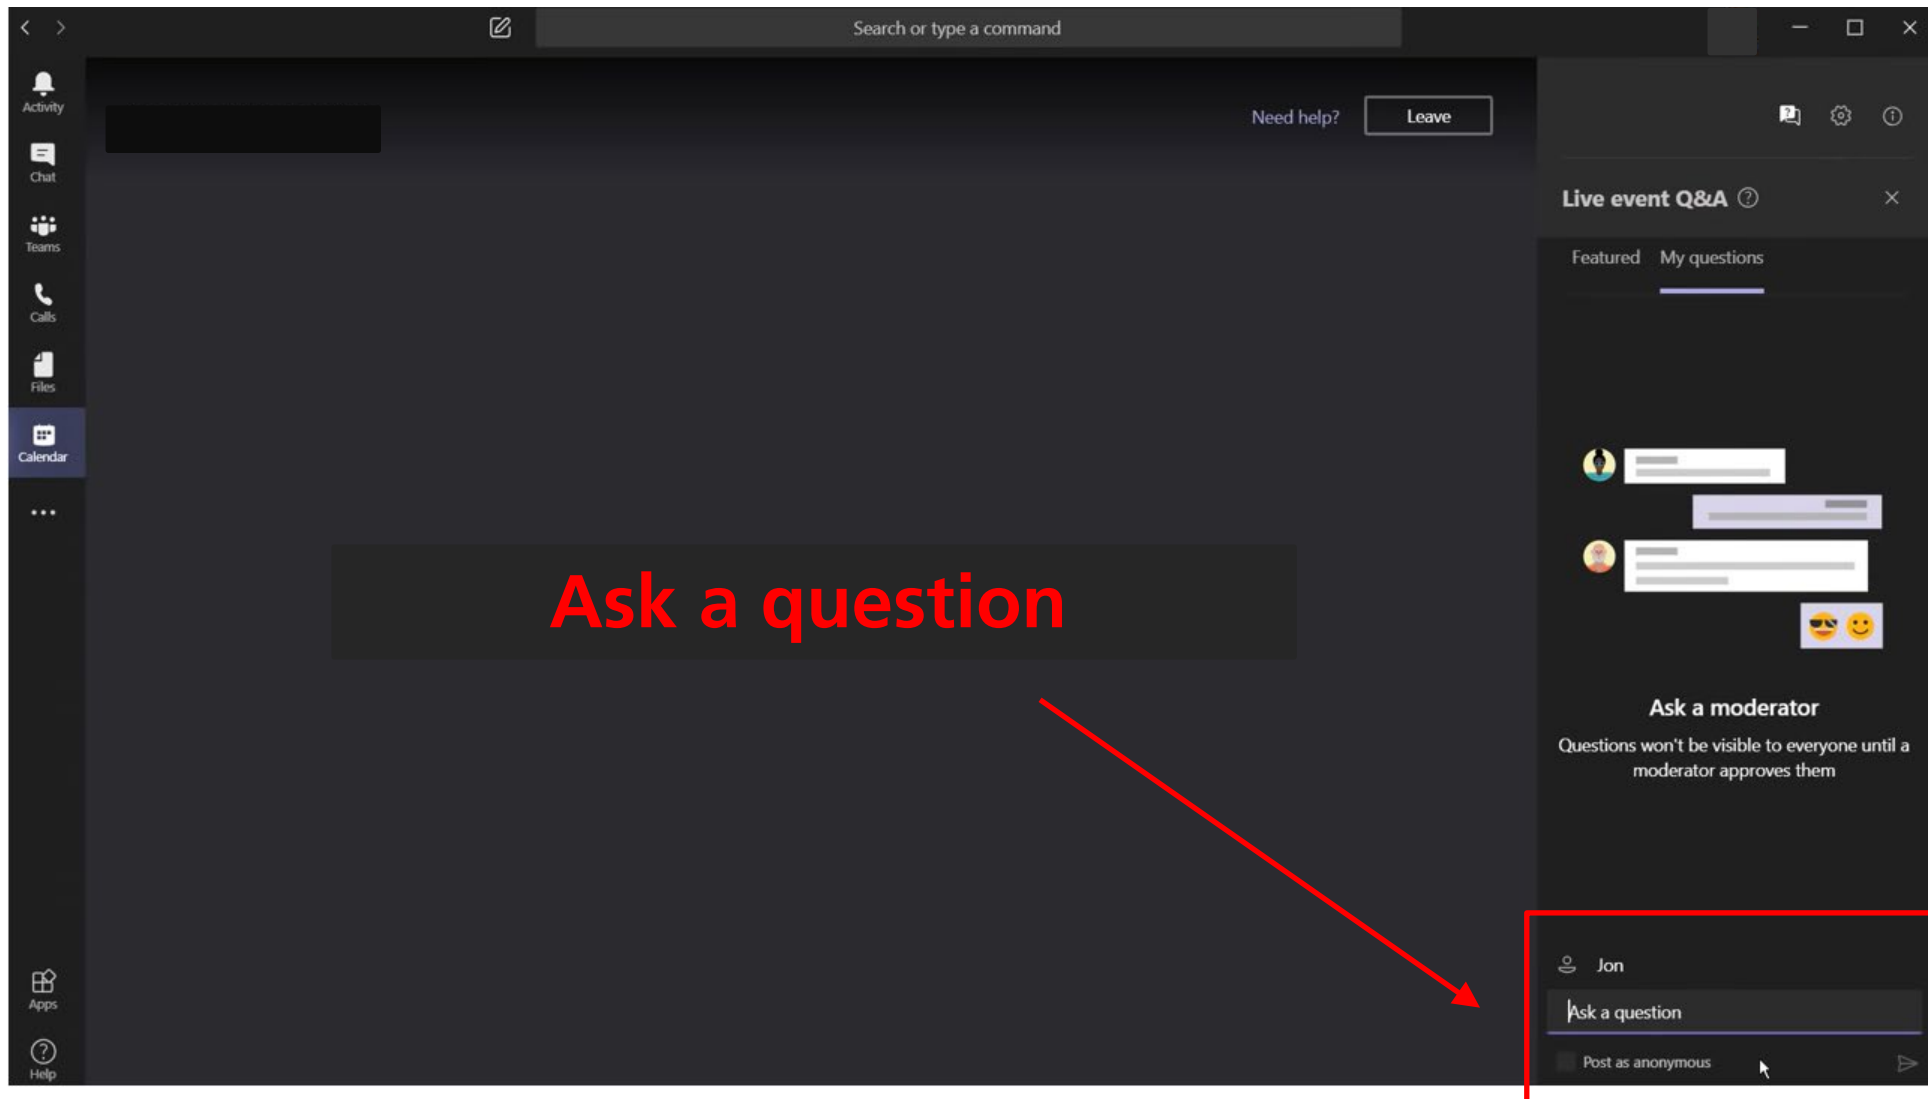 Search or type a command
Activity
Chat
Teams
Calls
Files
Calendar
Apps
Help
Need help?
Leave
Ask a question
Live event Q&A
Featured My questions
Ask a moderator
Questions won't be visible to everyone until a
moderator approves them
Jon
Ask a question
Post as anonymous